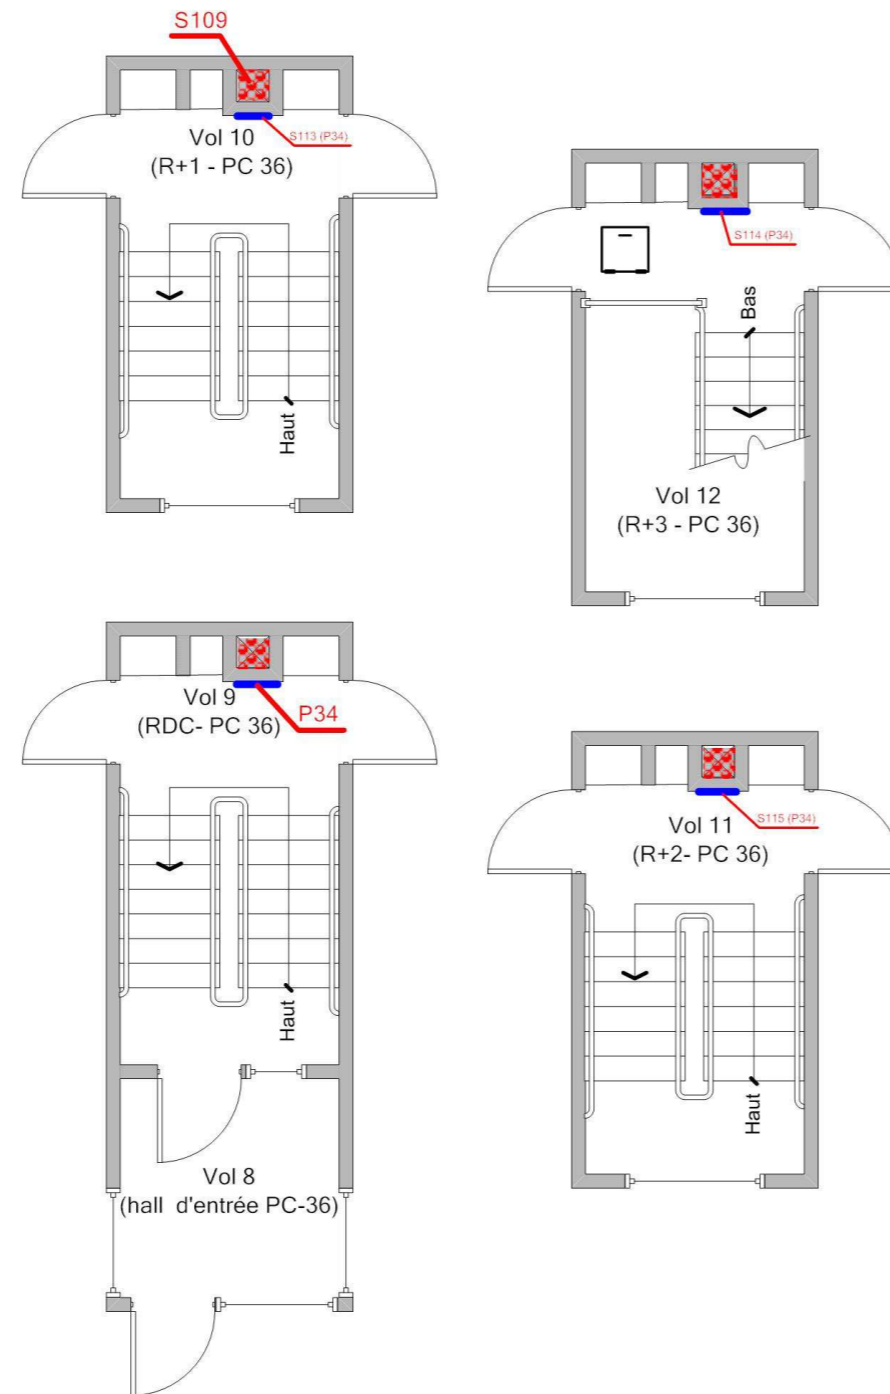 S109
Vol 10
(R+1 - PC 36)
S113 (P34)
Haut
S114 (P34)
Bas
Vol 12
(R+3 - PC 36)
Vol 9
(RDC- PC 36)
P34
Haut
Vol 8
(hall d'entrée PC-36)
Vol 11
(R+2- PC 36)
S115 (P34)
Haut